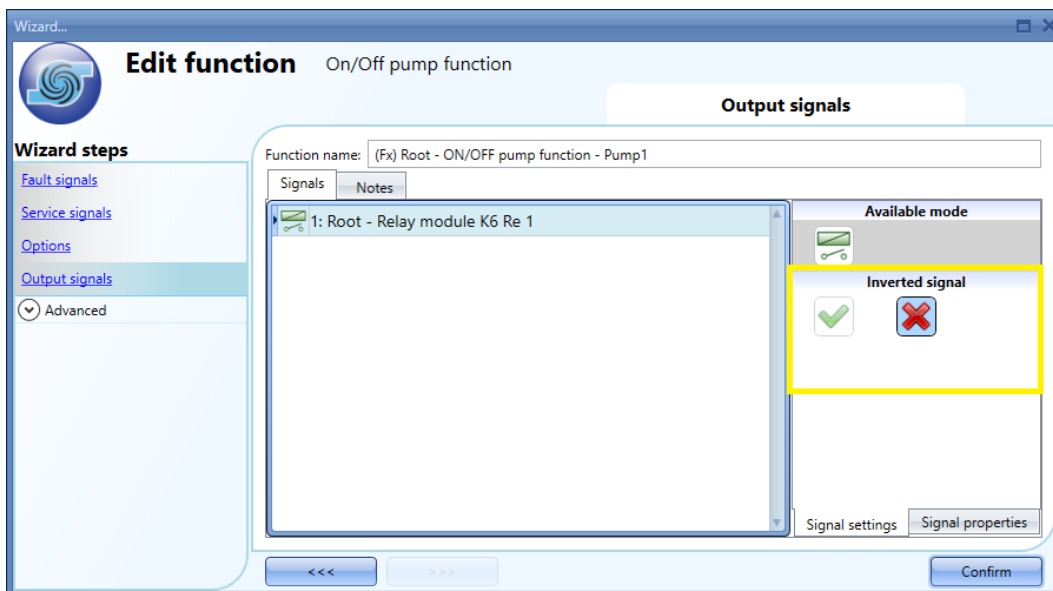 Wizard...
Edit function On/Off pump function
Output signals
Wizard steps
Fault signals
Service signals
Options
Output signals
Advanced
Function name: (Fx) Root - ON/OFF pump function - Pump1
Signals Notes
1: Root - Relay module K6 Re 1
Available mode
Inverted signal
Signal settings Signal properties
<<< >>> Confirm